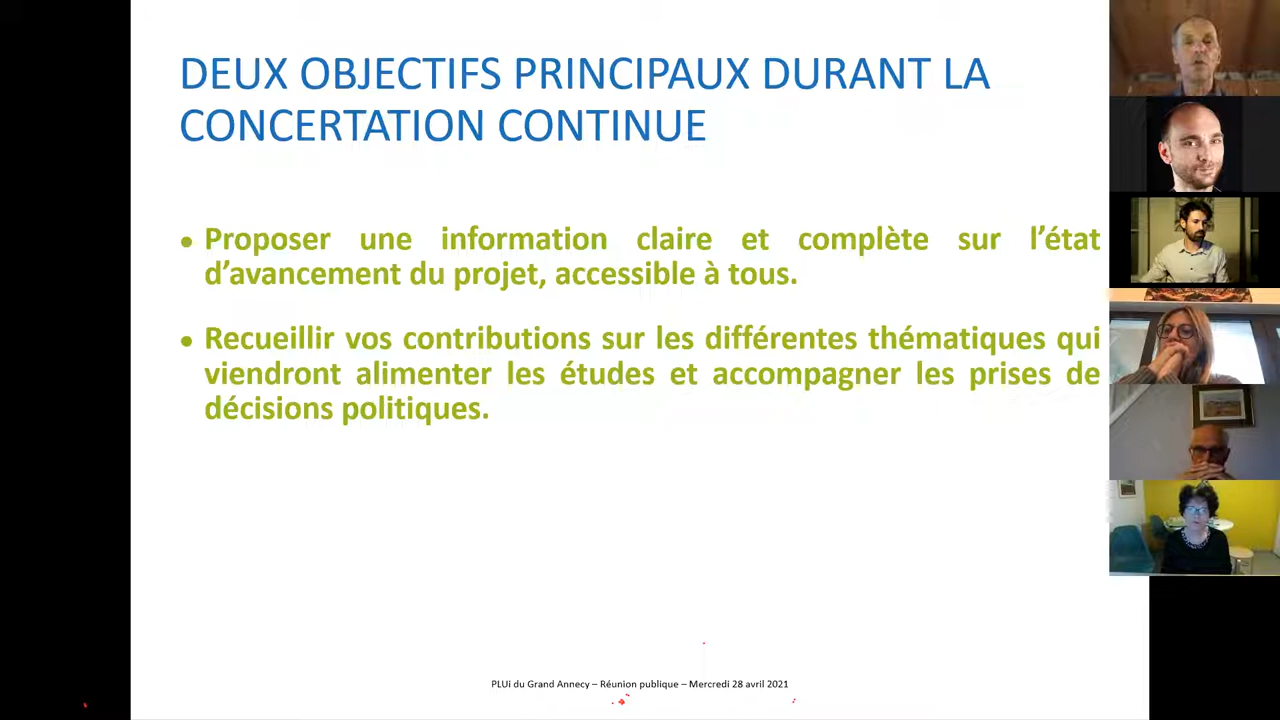 DEUX OBJECTIFS PRINCIPAUX DURANT LA
CONCERTATION CONTINUE
• Proposer une information claire et complète sur l'état
d'avancement du projet, accessible à tous.
• Recueillir vos contributions sur les différentes thématiques qui
viendront alimenter les études et accompagner les prises de
décisions politiques.
PLUi du Grand Annecy – Réunion publique – Mercredi 28 avril 2021